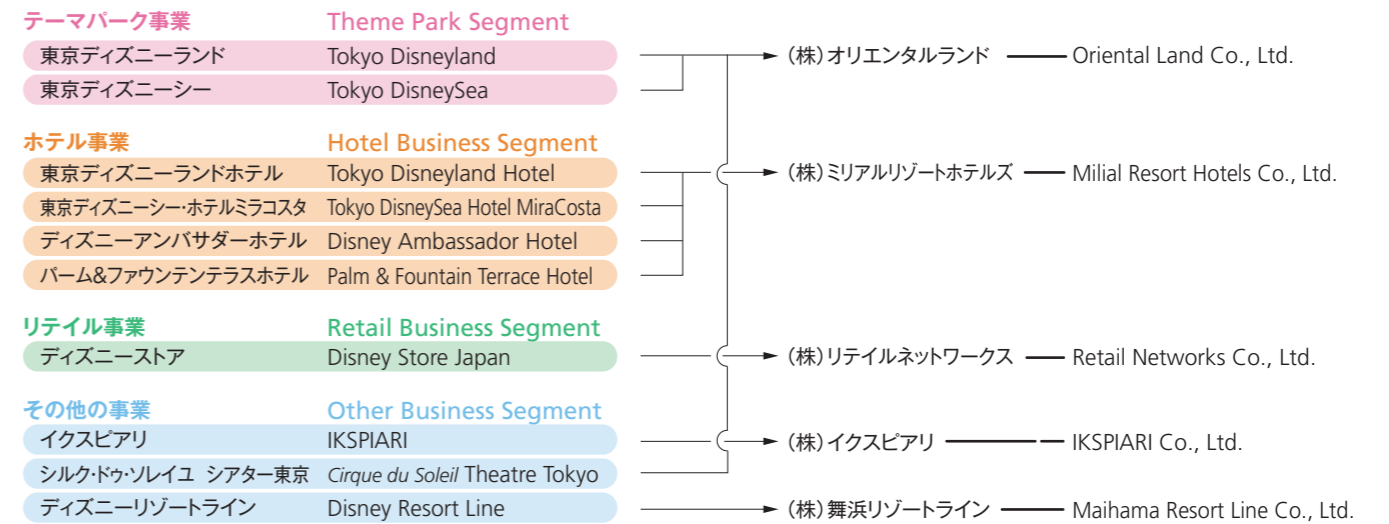 テーマパーク事業 Theme Park Segment
東京ディズニーランド Tokyo Disneyland (株)オリエンタルランド Oriental Land Co., Ltd.
東京ディズニーシー Tokyo DisneySea
ホテル事業 Hotel Business Segment
東京ディズニーランドホテル Tokyo Disneyland Hotel (株)ミリアルリゾートホテルズ Milial Resort Hotels Co., Ltd.
東京ディズニーシー・ホテルミラコスタ Tokyo DisneySea Hotel MiraCosta
ディズニーアンバサダーホテル Disney Ambassador Hotel
パーム&ファウンテンテラスホテル Palm & Fountain Terrace Hotel
リテイル事業 Retail Business Segment
ディズニーストア Disney Store Japan (株)リテイルネットワークス Retail Networks Co., Ltd.
その他の事業 Other Business Segment
イクスピアリ IKSPIARI (株)イクスピアリ IKSPIARI Co., Ltd.
シルク・ドゥ・ソレイユ シアター東京 Cirque du Soleil Theatre Tokyo
ディズニーリゾートライン Disney Resort Line (株)舞浜リゾートライン Maihama Resort Line Co., Ltd.